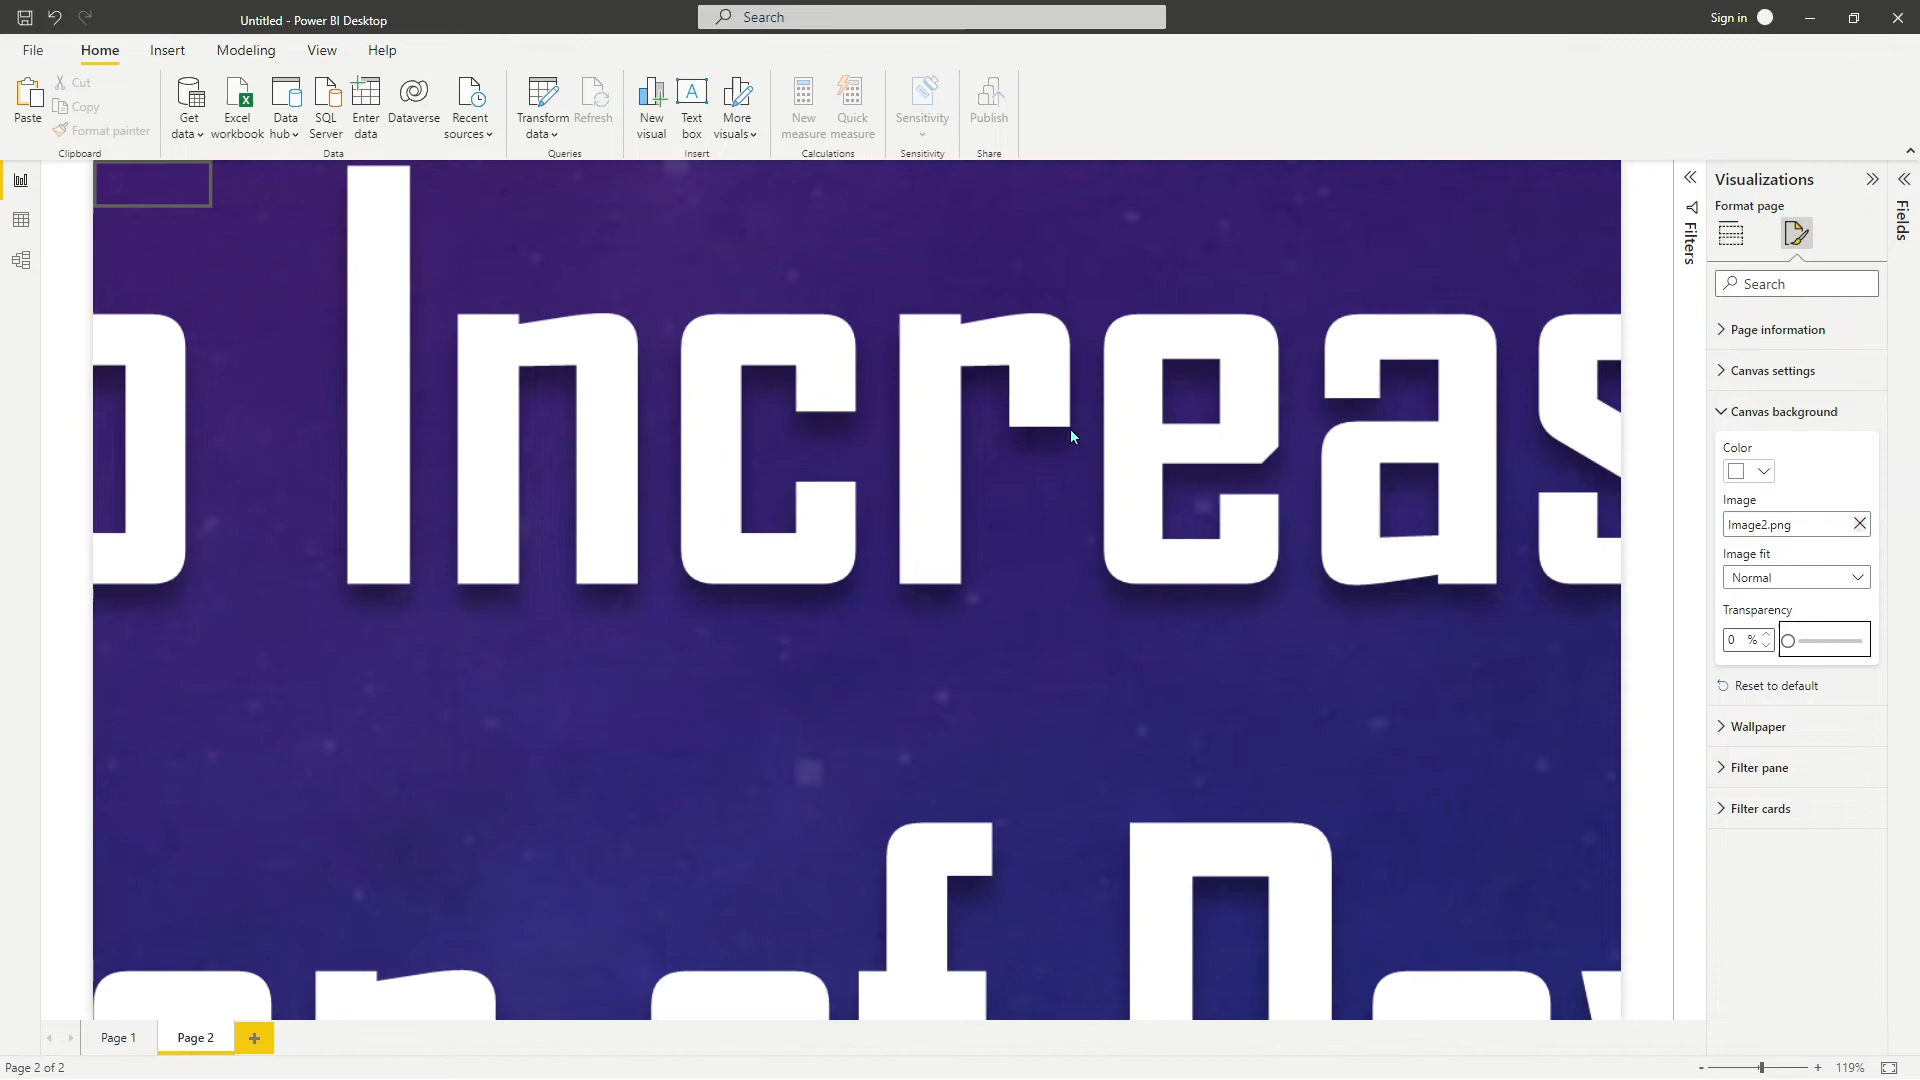 Untitled - Power BI Desktop
Search
Sign in
File
Home
Insert
Modeling
View
Help
Paste
Cut
Copy
Format painter
Clipboard
Get data
Excel workbook
Data hub
SQL Server
Enter data
Dataverse
Recent sources
Data
Transform data
Refresh
Queries
New visual
Text box
More visuals
Insert
New measure
Quick measure
Calculations
Sensitivity
Sensitivity
Publish
Share
Increas
f
Filters
Visualizations
Format page
Search
Page information
Canvas settings
Canvas background
Color
Image
Image2.png
Image fit
Normal
Transparency
0 %
Reset to default
Wallpaper
Filter pane
Filter cards
Fields
Page 1
Page 2
Page 2 of 2
119%